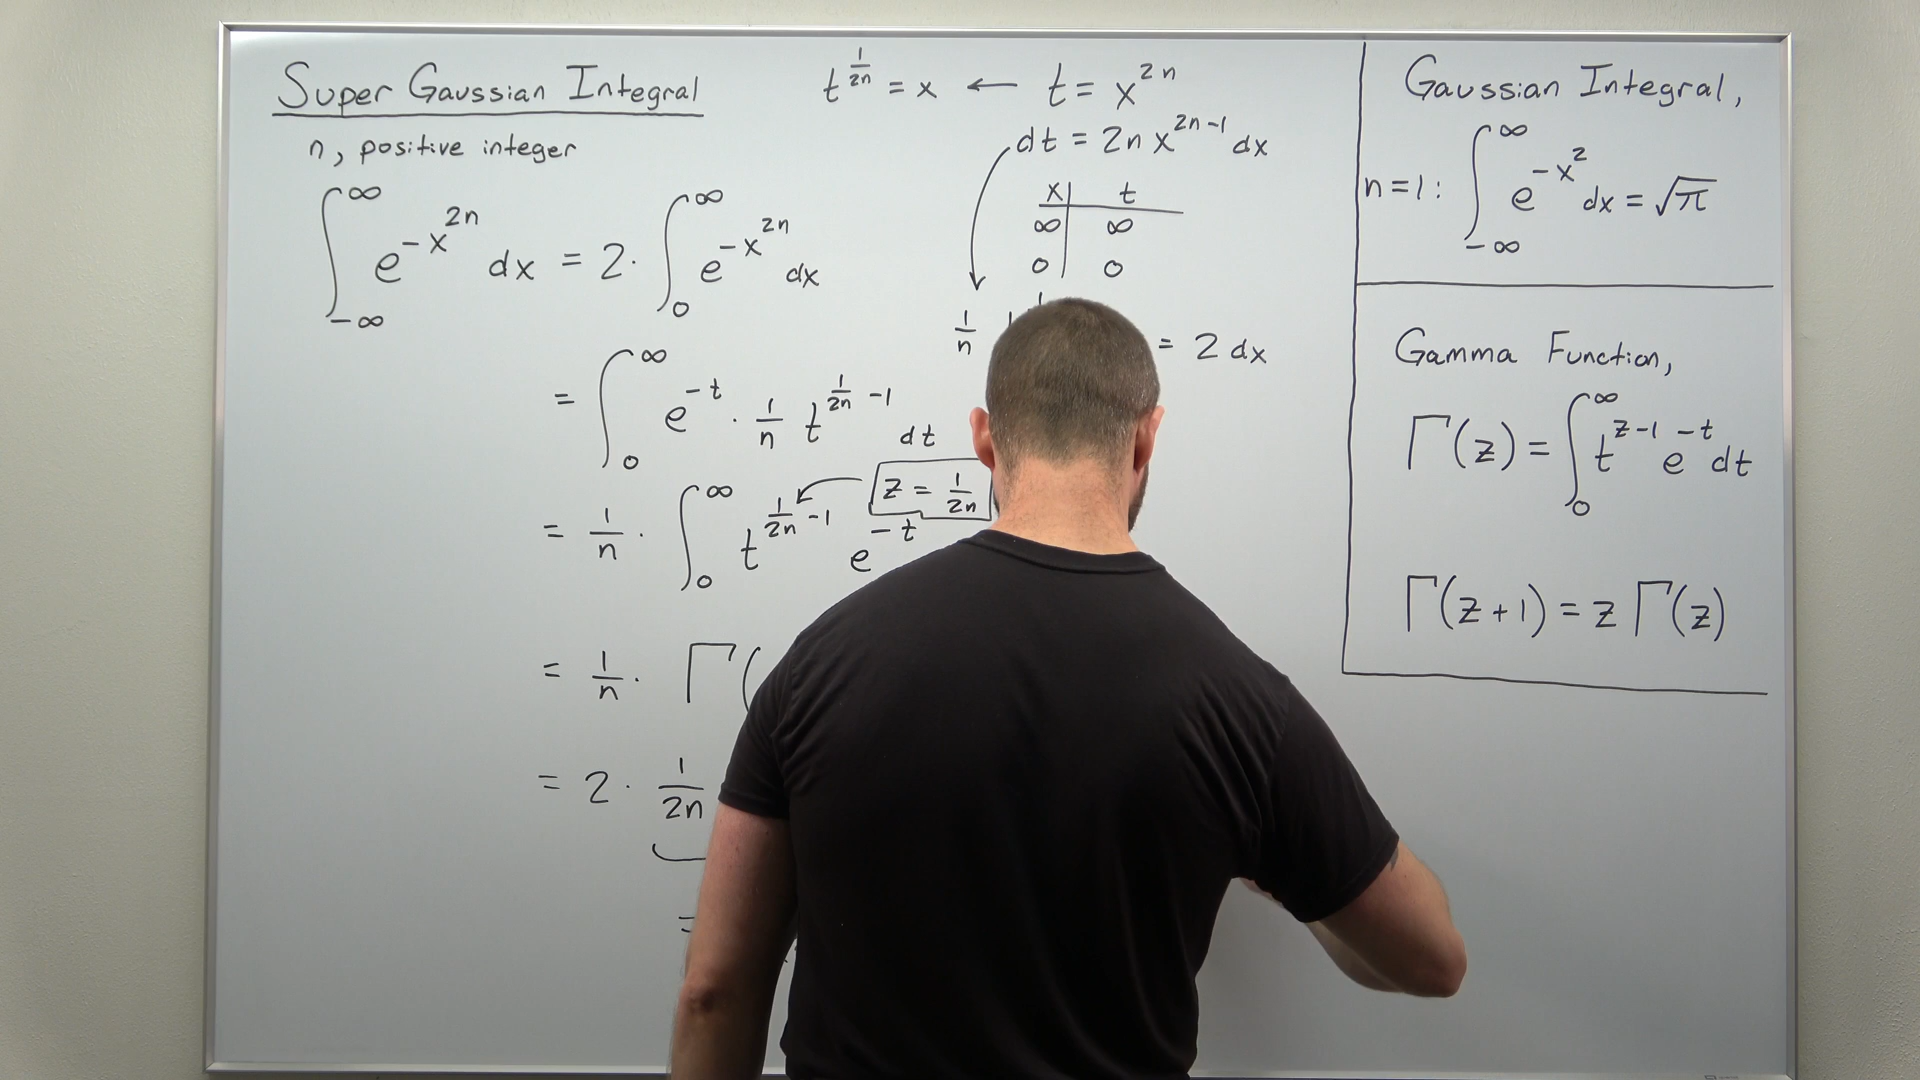 Super Gaussian Integral
n, positive integer
∫_{-∞}^{∞} e^{-x^{2n}} dx = 2· ∫_0^∞ e^{-x^{2n}} dx
= ∫_0^∞ e^{-t} · 1/n t^{1/2n -1} dt
= 1/n · ∫_0^∞ t^{1/2n -1} e^{-t}
z = 1/2n
= 1/n · Γ(
= 2 · 1/2n
=
t^{1/2n} = x ← t = x^{2n}
dt = 2n x^{2n-1} dx
x | t
∞ | ∞
0 | 0
1/n = 2 dx
Gaussian Integral,
n=1: ∫_{-∞}^{∞} e^{-x^2} dx = √π
Gamma Function,
Γ(z) = ∫_0^∞ t^{z-1} e^{-t} dt
Γ(z+1) = z Γ(z)